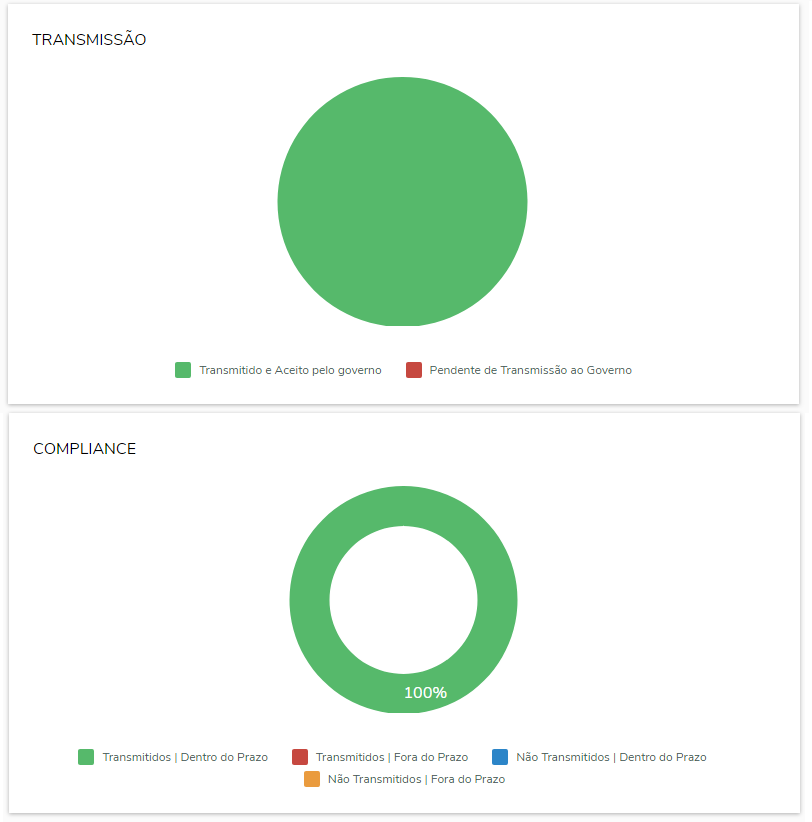 TRANSMISSÃO
Transmitido e Aceito pelo governo Pendente de Transmissão ao Governo
COMPLIANCE
100%
Transmitidos | Dentro do Prazo Transmitidos | Fora do Prazo Não Transmitidos | Dentro do Prazo
Não Transmitidos | Fora do Prazo